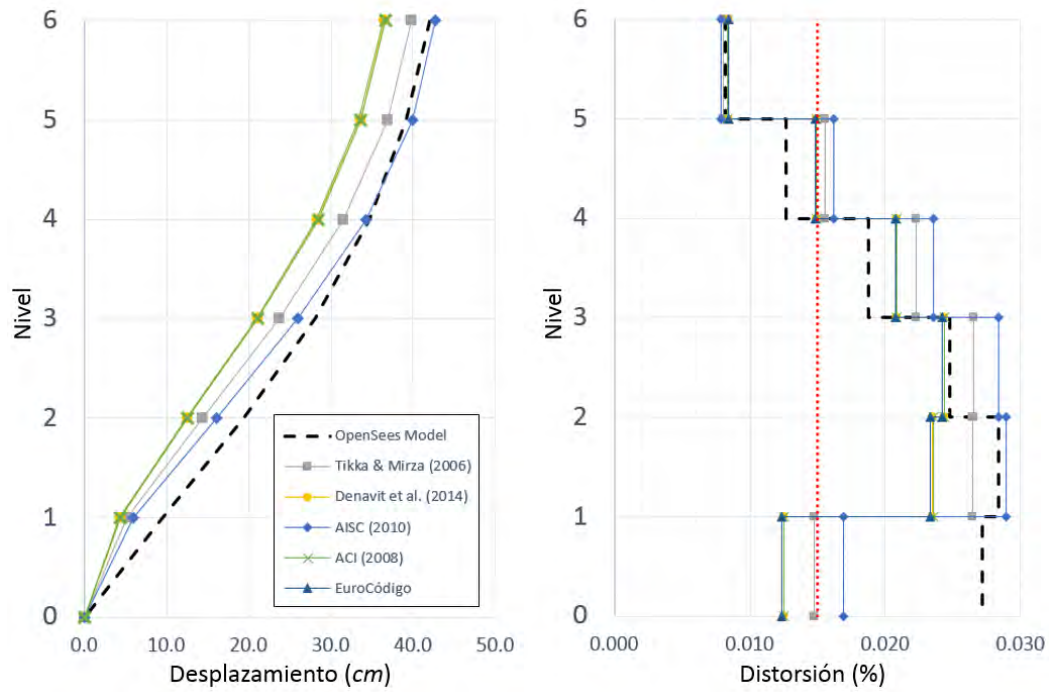 6
5
4
3
2
1
0
Nivel
0.0 10.0 20.0 30.0 40.0 50.0
Desplazamiento (cm)
OpenSees Model
Tikka & Mirza (2006)
Denavit et al. (2014)
AISC (2010)
ACI (2008)
EuroCódigo
6
5
4
3
2
1
0
Nivel
0.000 0.010 0.020 0.030
Distorsión (%)